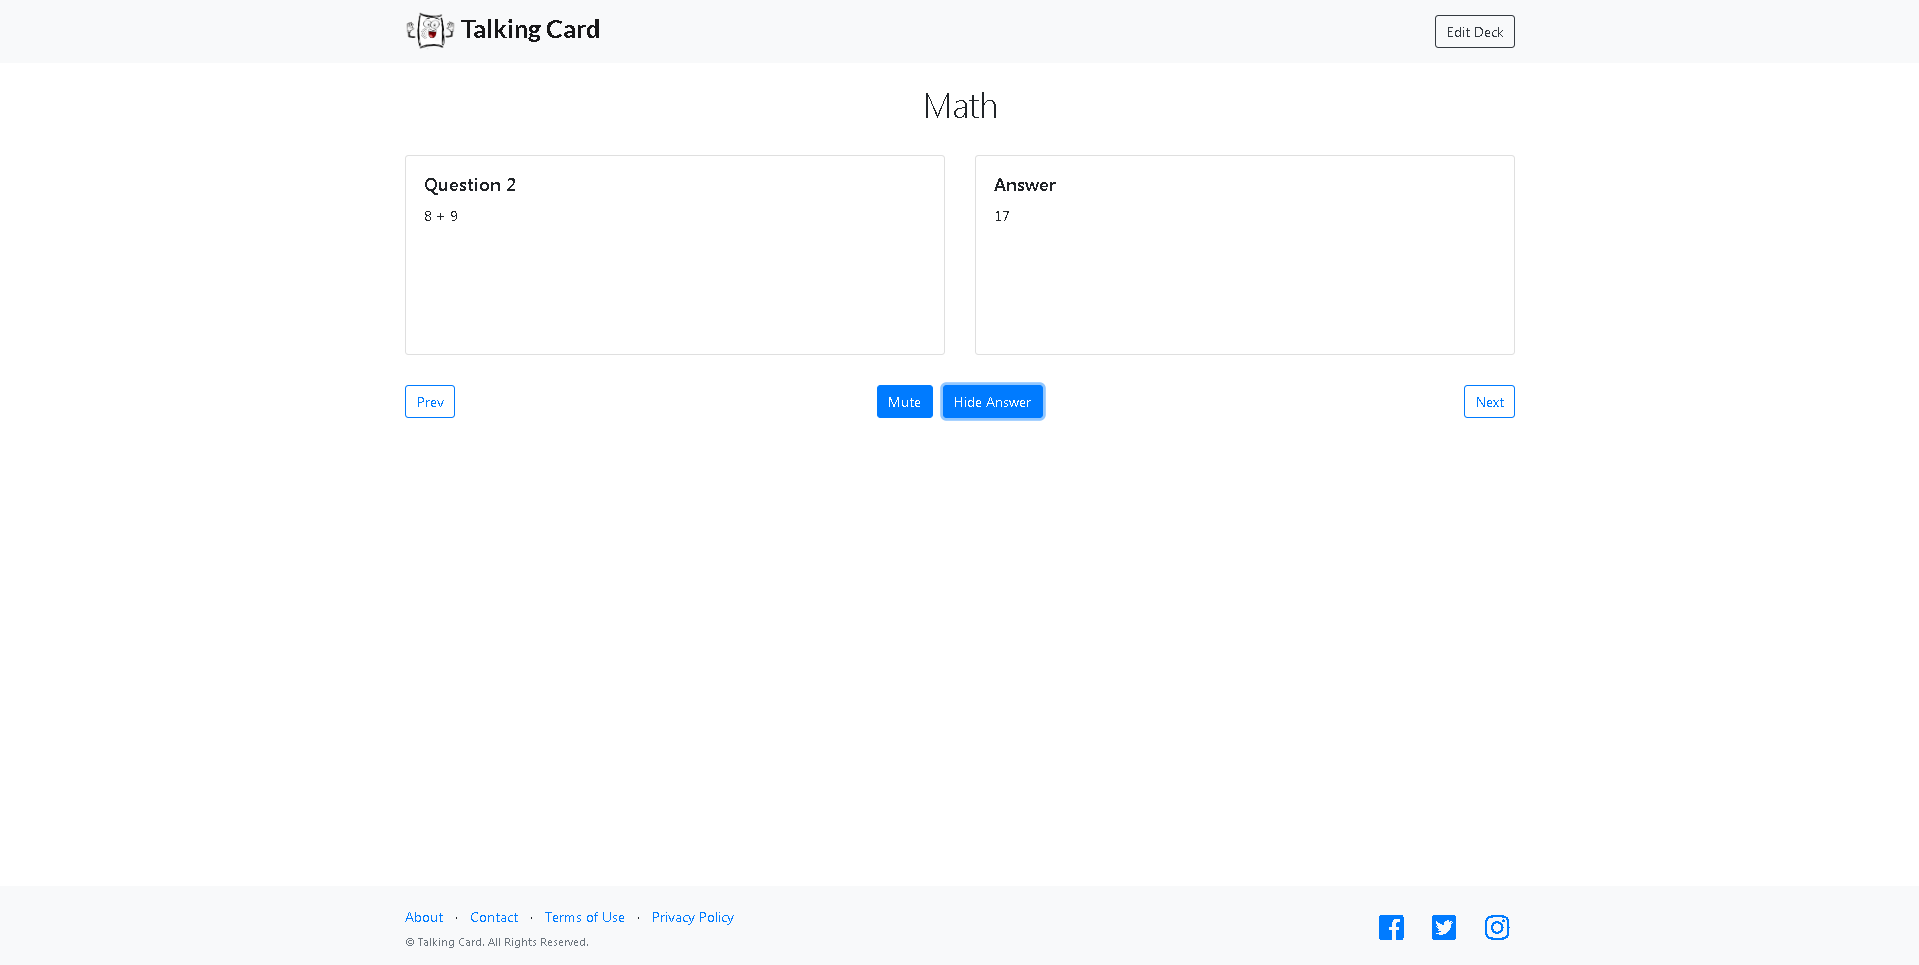 Talking Card
Edit Deck
Math
Question 2
8 + 9
Answer
17
Prev
Mute
Hide Answer
Next
About · Contact · Terms of Use · Privacy Policy
© Talking Card. All Rights Reserved.